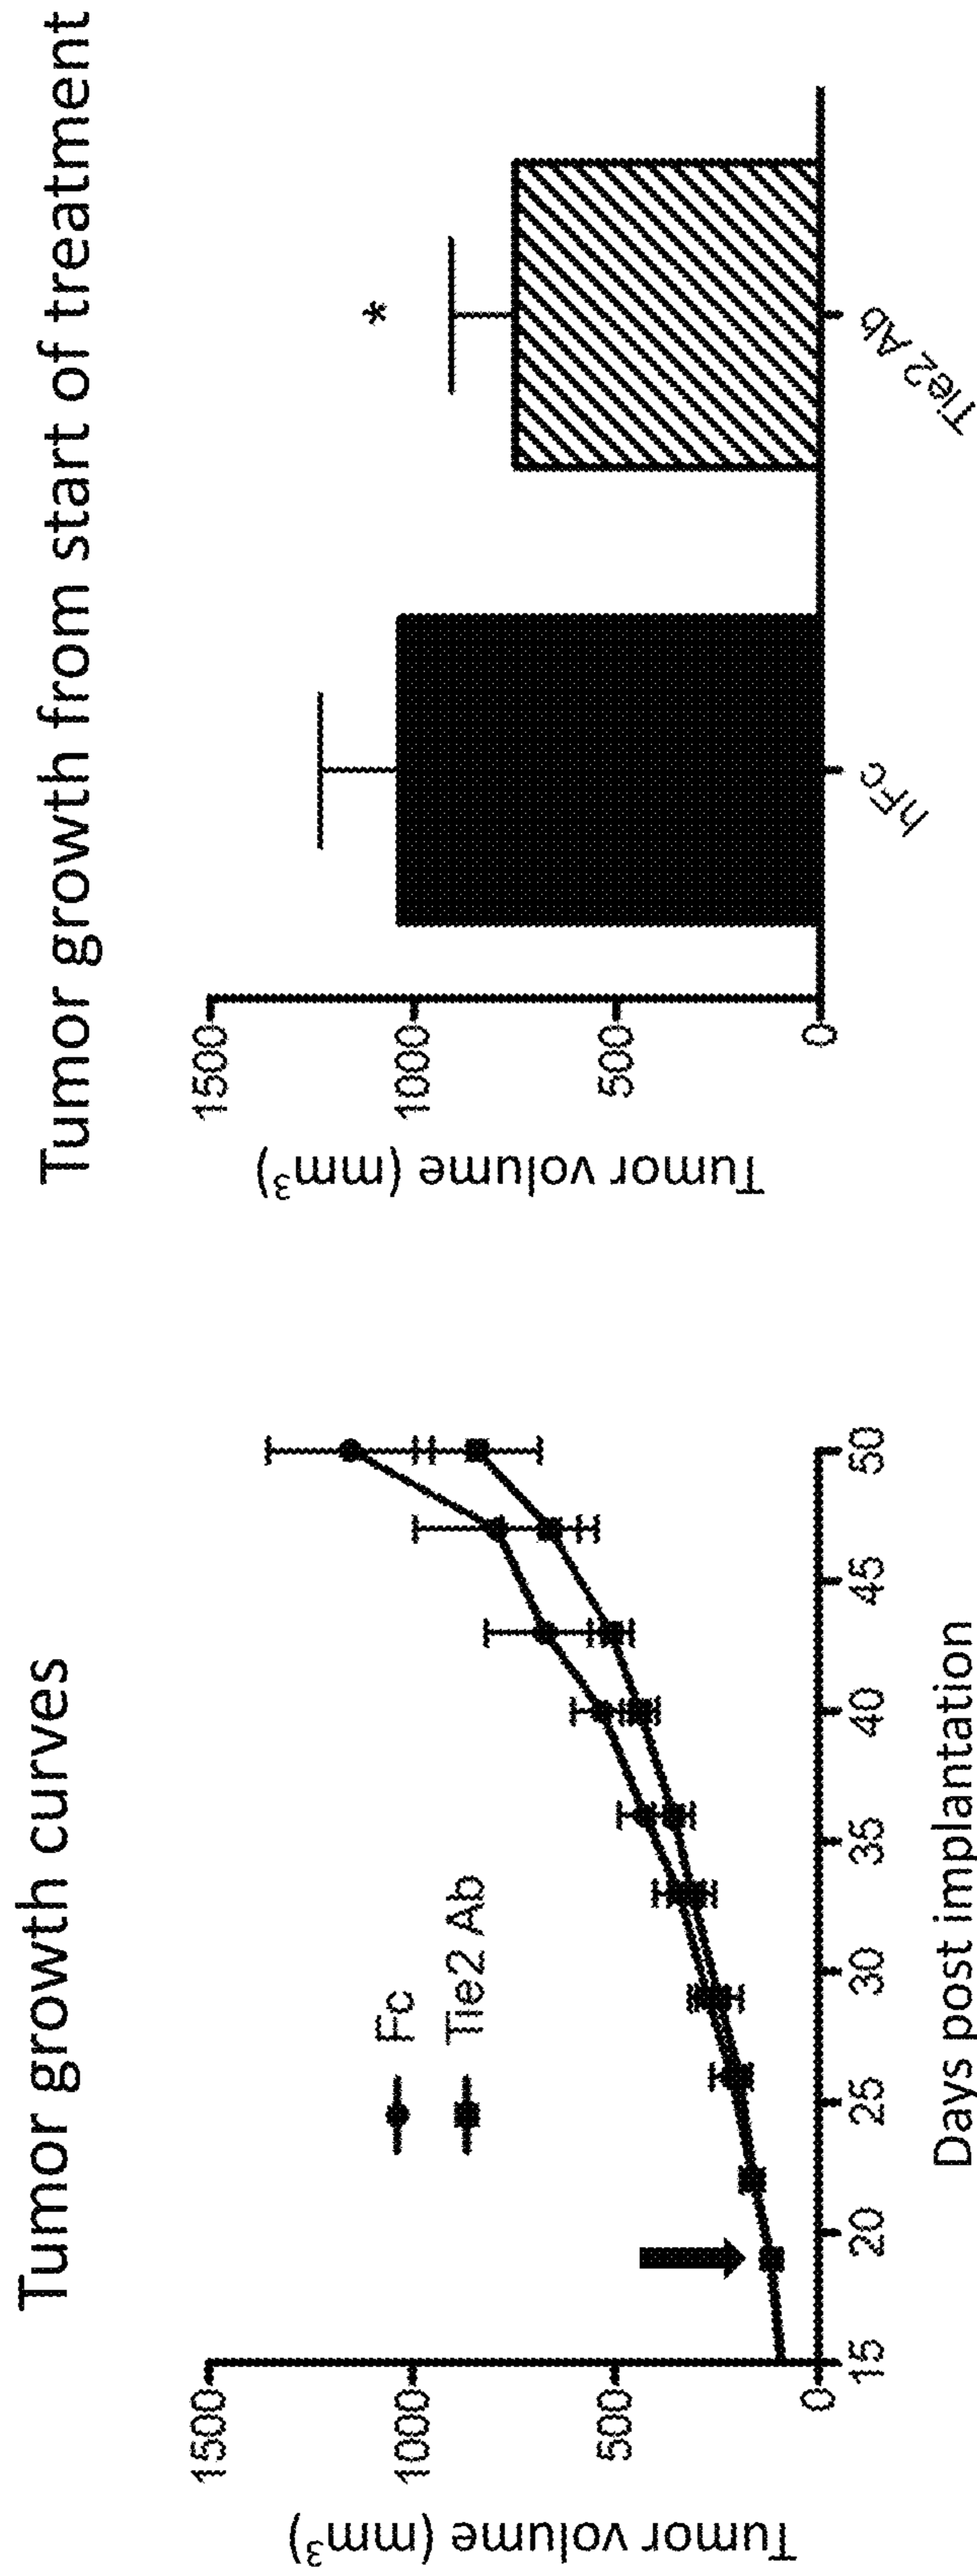 Tumor growth curves
Tumor volume (mm³)
1500
1000
500
0
Fc
Tie2 Ab
15
20
25
30
35
40
45
50
Days post implantation
Tumor growth from start of treatment
Tumor volume (mm³)
1500
1000
500
0
*
hFc
Tie2 Ab